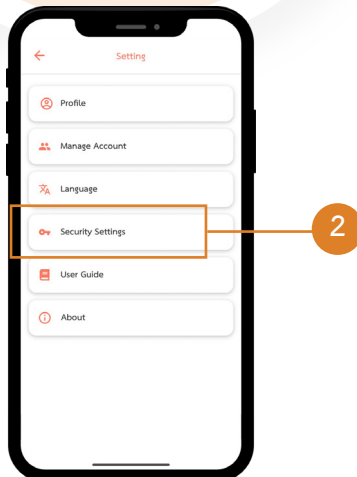 Setting
Profile
Manage Account
Language
Security Settings
2
User Guide
About